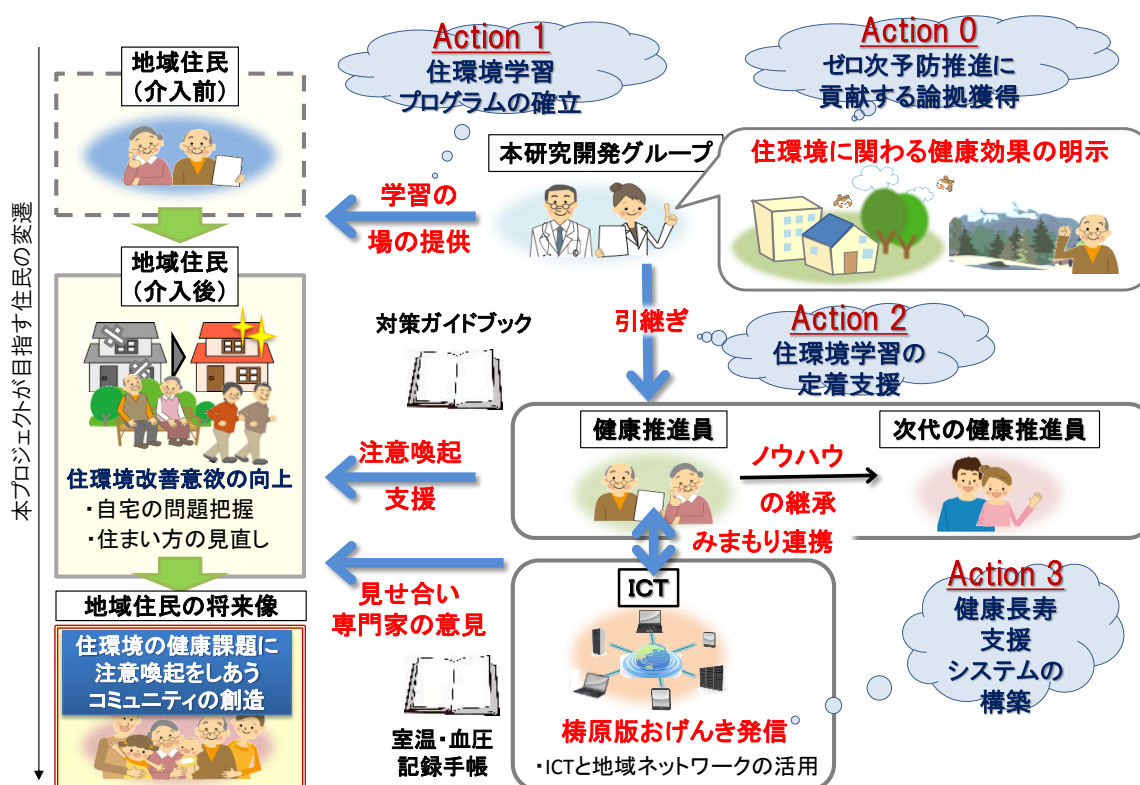 本プロジェクトが目指す住民の変遷
地域住民
（介入前）
地域住民
（介入後）
住環境改善意欲の向上
・自宅の問題把握
・住まい方の見直し
地域住民の将来像
住環境の健康課題に
注意喚起をしあう
コミュニティの創造
Action 1
住環境学習
プログラムの確立
Action 0
ゼロ次予防推進に
貢献する論拠獲得
本研究開発グループ
住環境に関わる健康効果の明示
学習の
場の提供
引継ぎ
Action 2
住環境学習の
定着支援
対策ガイドブック
健康推進員
次代の健康推進員
注意喚起
支援
ノウハウ
の継承
みまもり連携
見せ合い
専門家の意見
ICT
Action 3
健康長寿
支援
システムの
構築
室温・血圧
記録手帳
梼原版おげんき発信
・ICTと地域ネットワークの活用